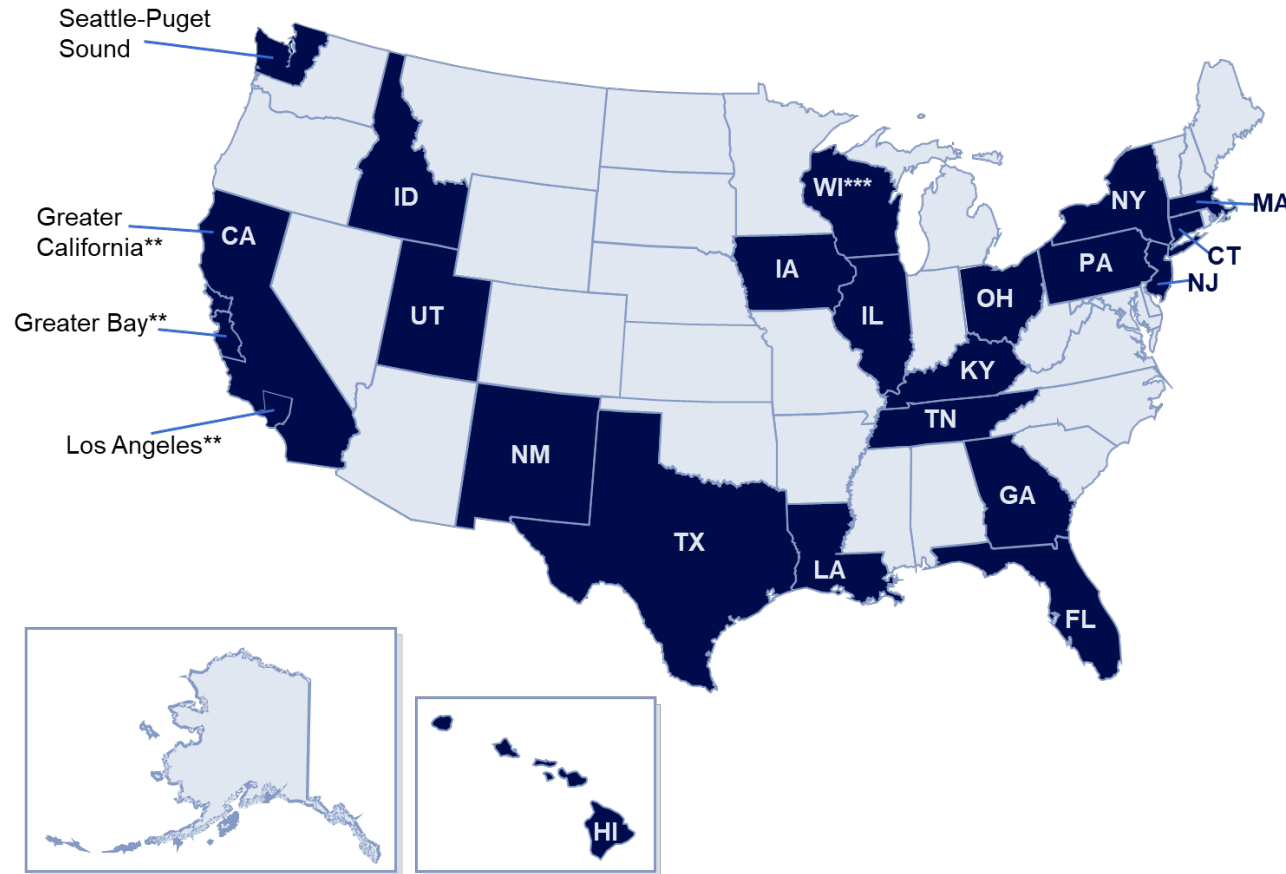 Seattle-Puget
Sound
ID
WI***
NY
MA
Greater
California**
CA
IA
PA
CT
NJ
Greater Bay**
UT
IL
OH
KY
TN
Los Angeles**
NM
GA
TX
LA
FL
HI